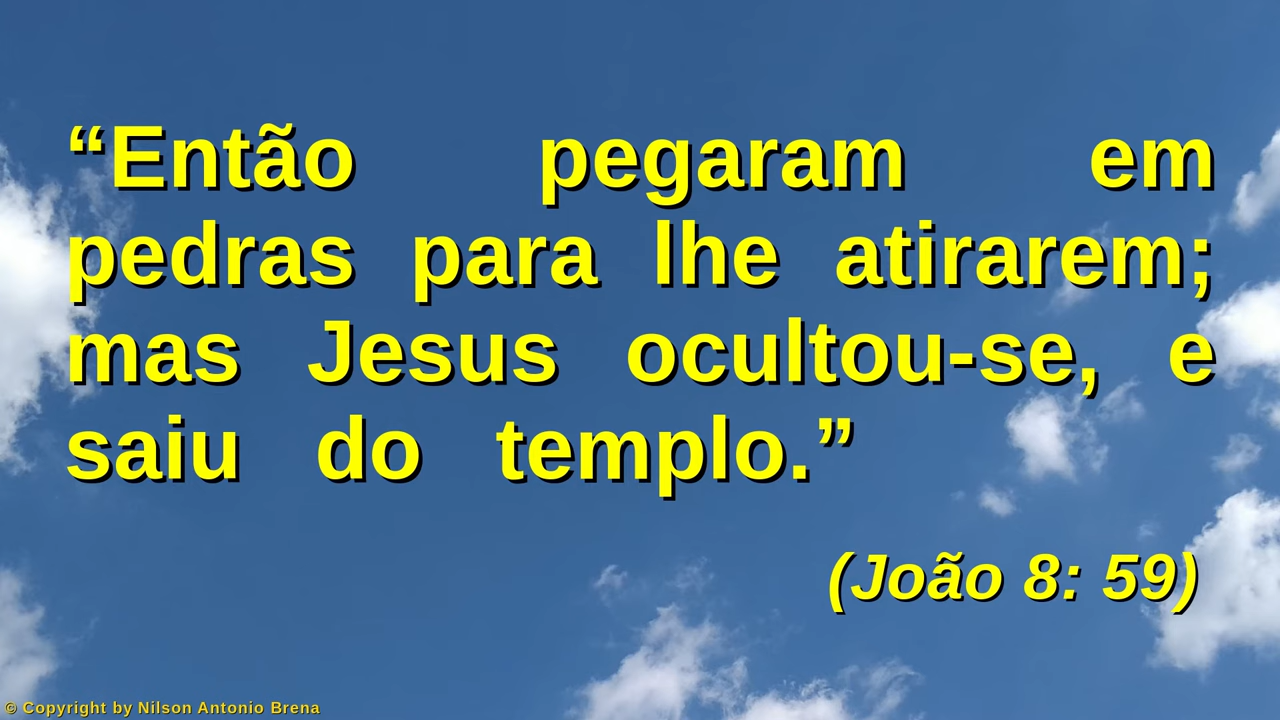 “Então pegaram em
pedras para lhe atirarem;
mas Jesus ocultou-se, e
saiu do templo.”
(João 8: 59)
© Copyright by Nilson Antonio Brena